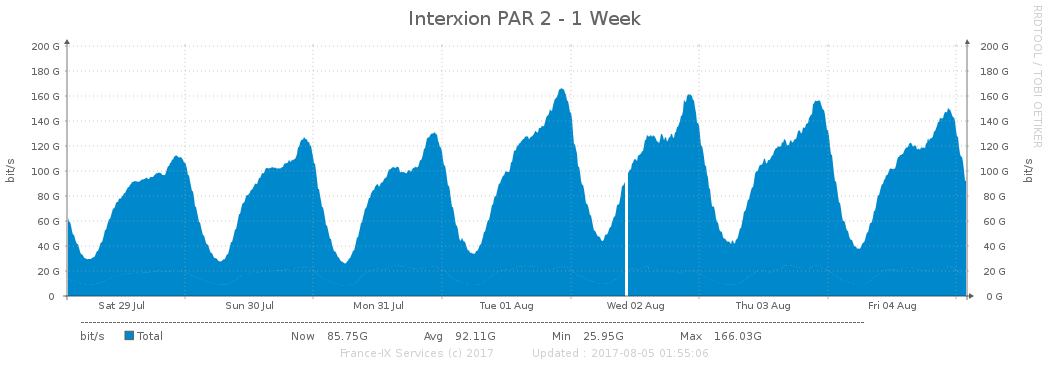 Interxion PAR 2 - 1 Week
RRDTOOL / TOBI OETIKER
bit/s
200 G 200 G
180 G 180 G
160 G 160 G
140 G 140 G
120 G 120 G
100 G 100 G
80 G 80 G
60 G 60 G
40 G 40 G
20 G 20 G
0 0 G
bit/s
Sat 29 Jul Sun 30 Jul Mon 31 Jul Tue 01 Aug Wed 02 Aug Thu 03 Aug Fri 04 Aug
bit/s Total Now 85.75G Avg 92.11G Min 25.95G Max 166.03G
France-IX Services (c) 2017 Updated : 2017-08-05 01:55:06